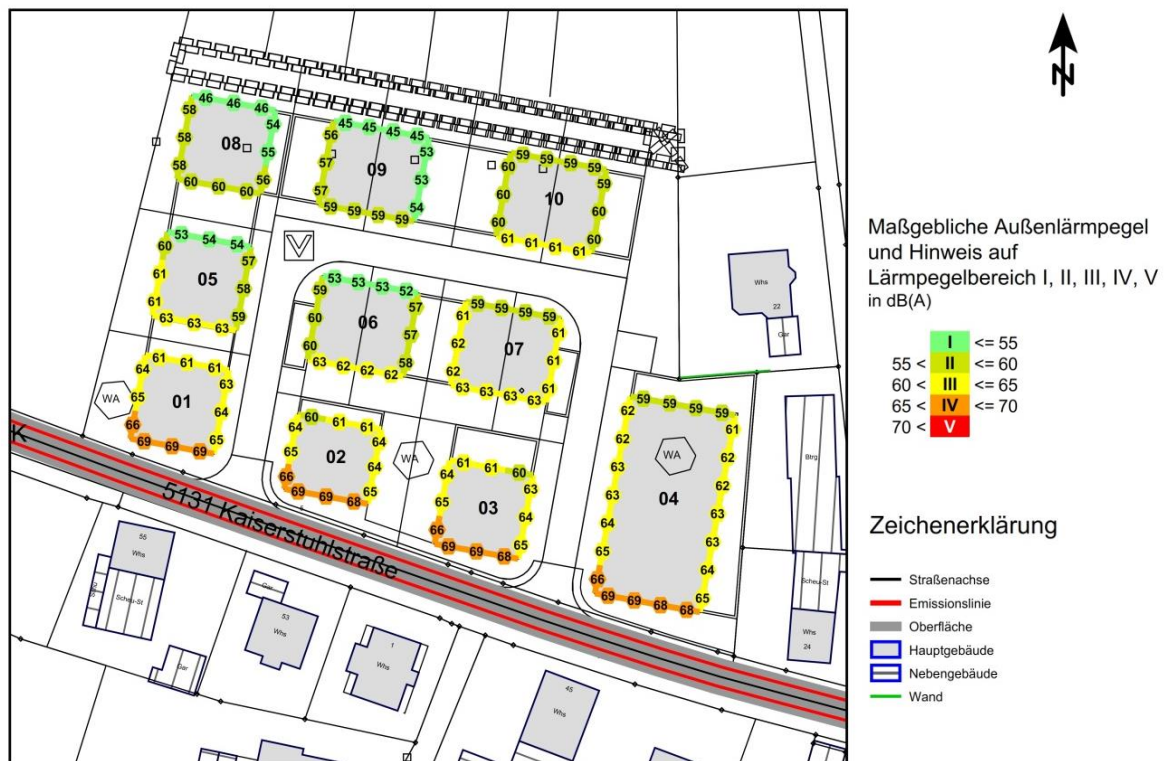 46 46 46
58 54
58 08 55
58 56
60 60 60
45 45 45 45
56 53
57 09 53
57 54
59 59 59 59
59 59 59 59
60 59
10 60
60 60
61 61 61 61
53 54 54
60 57
61 05 58
61 59
63 63 63
53 53 53 52
59 57
60 06 57
60 58
63 62 62 62
59 59 59 59
61 61
62 07 61
62 61
63 63 63 63
61 61 61
64 63
01 64
65 65
66
69 69 69
WA
60 61 61
64 64
02 64
65 65
66
69 69 68
WA
61 61 60
64 63
65 03 64
65
66
69 69 68
59 59 59 59
62 61
62 62
WA
63 62
63 04 63
63
65 64
66 65
69 69 68 68
K 5131 Kaiserstuhlstraße
Whs
22
Gar
Btrg
Scheu-St
Whs
24
55
Whs
Scheu-St
Gar
Gar
53
Whs
1
Whs
45
Whs
N
Maßgebliche Außenlärmpegel
und Hinweis auf
Lärmpegelbereich I, II, III, IV, V
in dB(A)
I <= 55
55 < II <= 60
60 < III <= 65
65 < IV <= 70
70 < V
Zeichenerklärung
Straßenachse
Emissionslinie
Oberfläche
Hauptgebäude
Nebengebäude
Wand